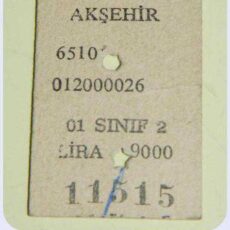 AKŞEHİR
6510
012000026
01 SINIF 2
LİRA 9000
11515